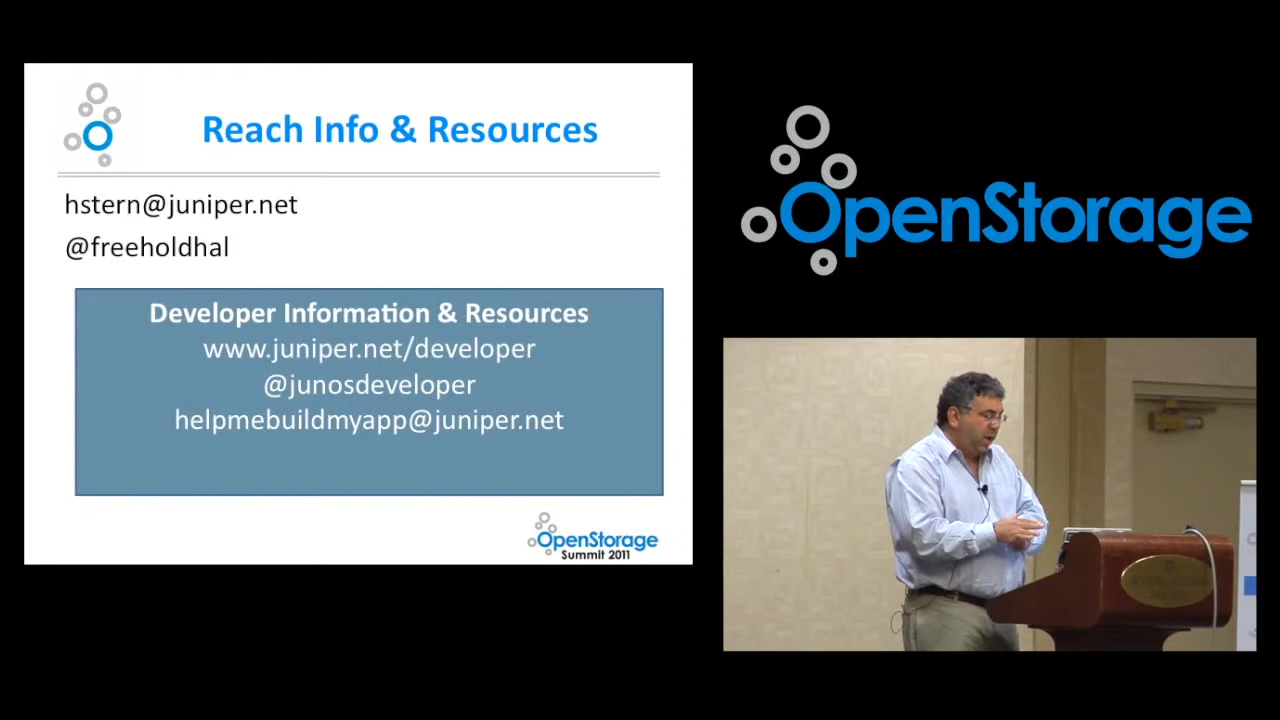 Reach Info & Resources
hstern@juniper.net
@freeholdhal
Developer Information & Resources
www.juniper.net/developer
@junosdeveloper
helpmebuildmyapp@juniper.net
OpenStorage
Summit 2011
OpenStorage